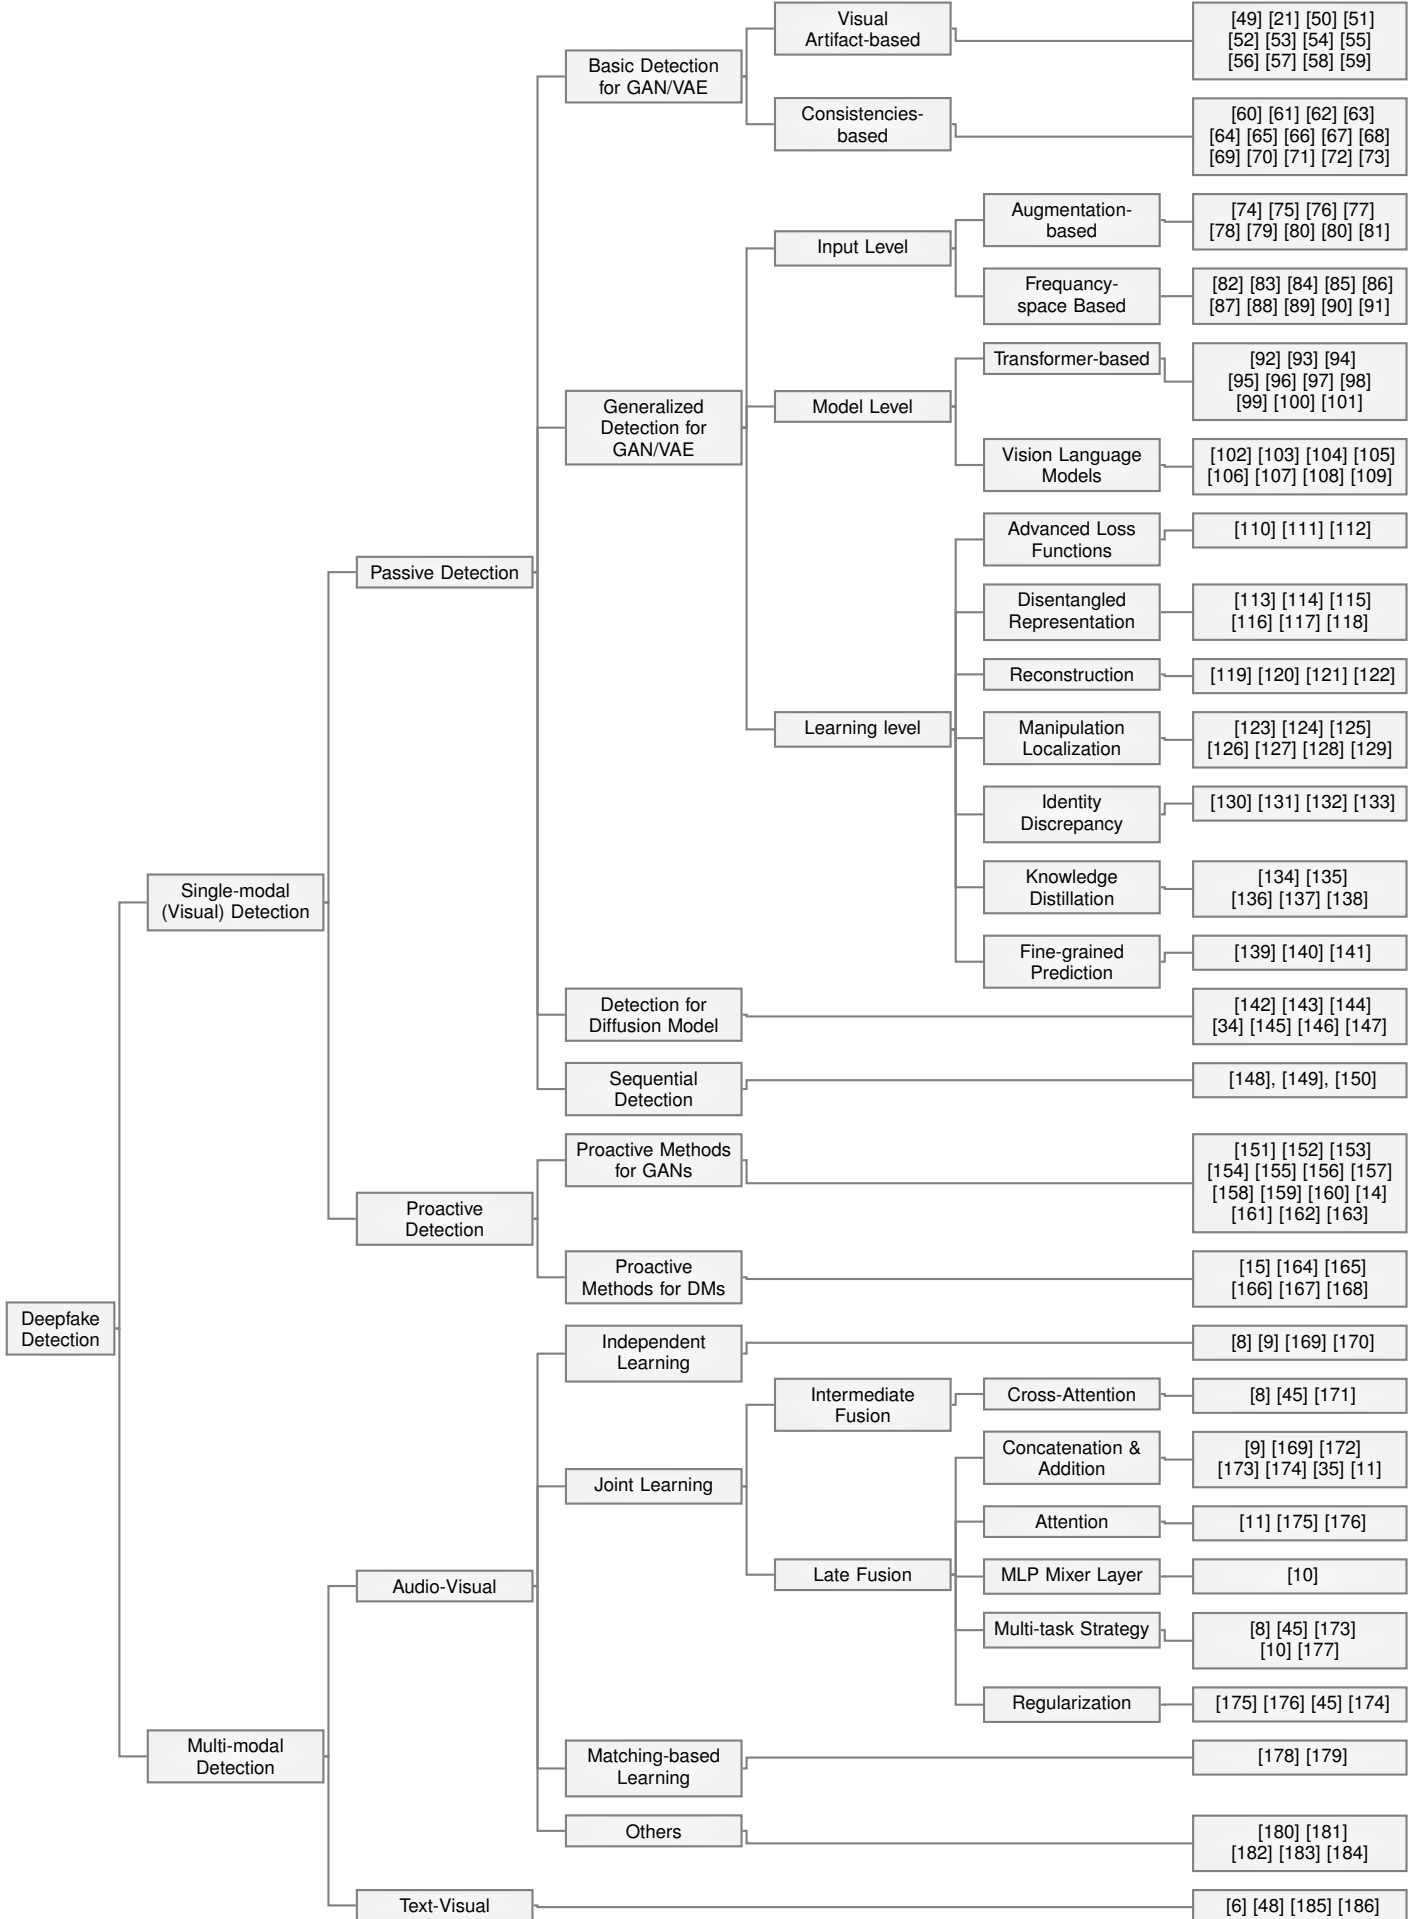 Visual
Artifact-based
[49] [21] [50] [51]
[52] [53] [54] [55]
[56] [57] [58] [59]
Basic Detection
for GAN/VAE
Consistencies-
based
[60] [61] [62] [63]
[64] [65] [66] [67] [68]
[69] [70] [71] [72] [73]
Augmentation-
based
[74] [75] [76] [77]
[78] [79] [80] [80] [81]
Input Level
Frequancy-
space Based
[82] [83] [84] [85] [86]
[87] [88] [89] [90] [91]
Transformer-based
[92] [93] [94]
[95] [96] [97] [98]
[99] [100] [101]
Generalized
Detection for
GAN/VAE
Model Level
Vision Language
Models
[102] [103] [104] [105]
[106] [107] [108] [109]
Advanced Loss
Functions
[110] [111] [112]
Passive Detection
Disentangled
Representation
[113] [114] [115]
[116] [117] [118]
Reconstruction
[119] [120] [121] [122]
Learning level
Manipulation
Localization
[123] [124] [125]
[126] [127] [128] [129]
Identity
Discrepancy
[130] [131] [132] [133]
Single-modal
(Visual) Detection
Knowledge
Distillation
[134] [135]
[136] [137] [138]
Fine-grained
Prediction
[139] [140] [141]
Detection for
Diffusion Model
[142] [143] [144]
[34] [145] [146] [147]
Sequential
Detection
[148], [149], [150]
Proactive Methods
for GANs
[151] [152] [153]
[154] [155] [156] [157]
[158] [159] [160] [14]
[161] [162] [163]
Proactive
Detection
Proactive
Methods for DMs
[15] [164] [165]
[166] [167] [168]
Deepfake
Detection
Independent
Learning
[8] [9] [169] [170]
Intermediate
Fusion
Cross-Attention
[8] [45] [171]
Concatenation &
Addition
[9] [169] [172]
[173] [174] [35] [11]
Joint Learning
Attention
[11] [175] [176]
Audio-Visual
Late Fusion
MLP Mixer Layer
[10]
Multi-task Strategy
[8] [45] [173]
[10] [177]
Regularization
[175] [176] [45] [174]
Multi-modal
Detection
Matching-based
Learning
[178] [179]
Others
[180] [181]
[182] [183] [184]
Text-Visual
[6] [48] [185] [186]